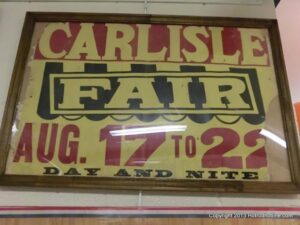 CARLISLE
FAIR
AUG. 17 TO 22
DAY AND NITE